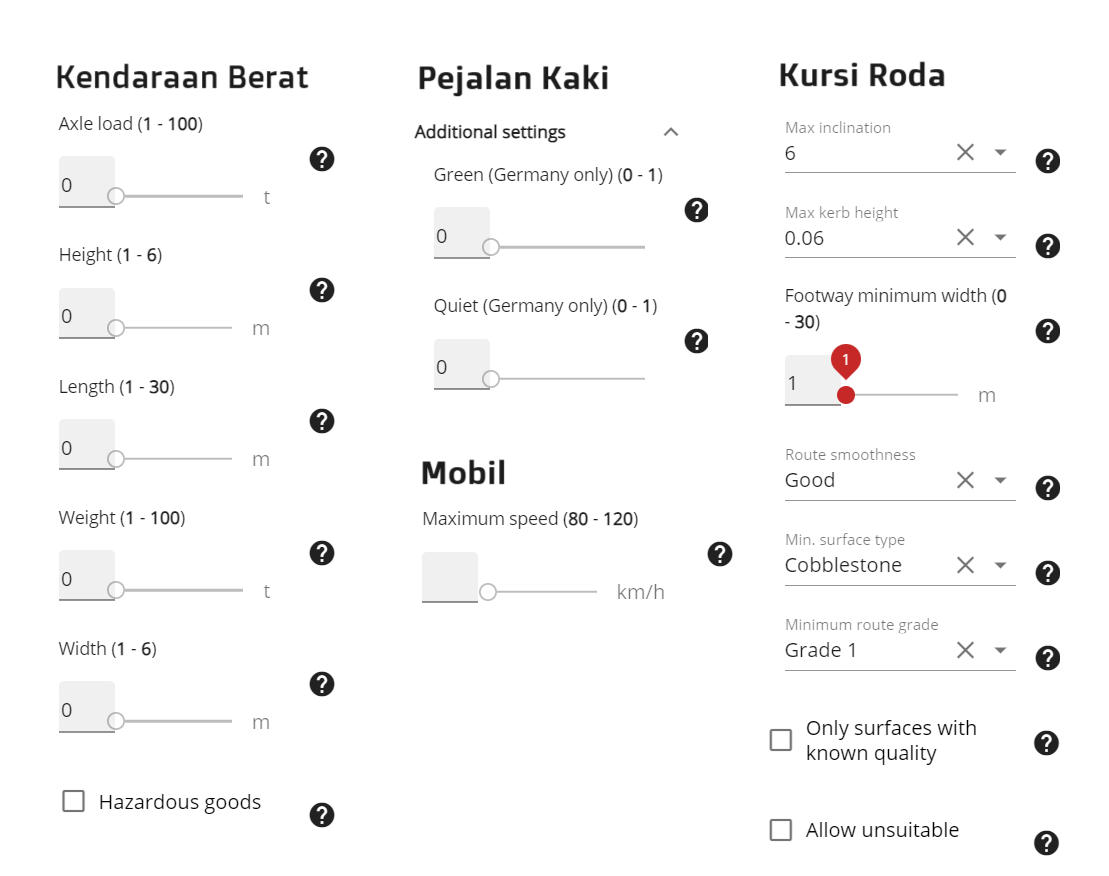 Kendaraan Berat
Axle load (1 - 100)
0
t
Height (1 - 6)
0
m
Length (1 - 30)
0
m
Weight (1 - 100)
0
t
Width (1 - 6)
0
m
Hazardous goods
Pejalan Kaki
Additional settings
Green (Germany only) (0 - 1)
0
Quiet (Germany only) (0 - 1)
0
Mobil
Maximum speed (80 - 120)
km/h
Kursi Roda
Max inclination
6
Max kerb height
0.06
Footway minimum width (0
- 30)
1
1
m
Route smoothness
Good
Min. surface type
Cobblestone
Minimum route grade
Grade 1
Only surfaces with
known quality
Allow unsuitable